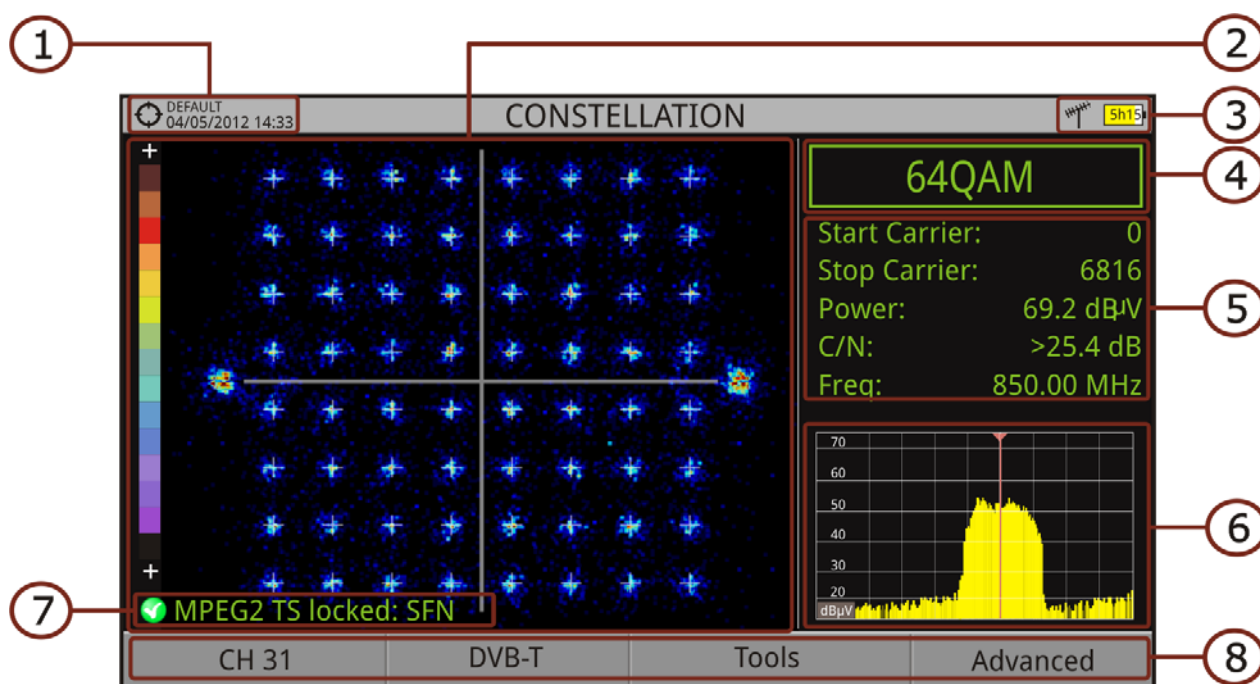 1
2
DEFAULT
04/05/2012 14:33
CONSTELLATION
5h15
3
+
64QAM
4
Start Carrier: 0
Stop Carrier: 6816
Power: 69.2 dBµV
C/N: >25.4 dB
Freq: 850.00 MHz
5
70
60
50
40
30
20
dBµV
6
+
7
MPEG2 TS locked: SFN
CH 31
DVB-T
Tools
Advanced
8